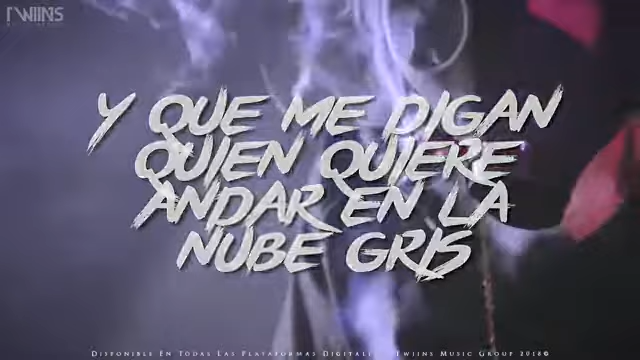 TWIINS
Y QUE ME DIGAN
QUIEN QUIERE
ANDAR EN LA
NUBE GRIS
DISPONIBLE EN TODAS LAS PLATAFORMAS DIGITALES TWIINS MUSIC GROUP 2018©